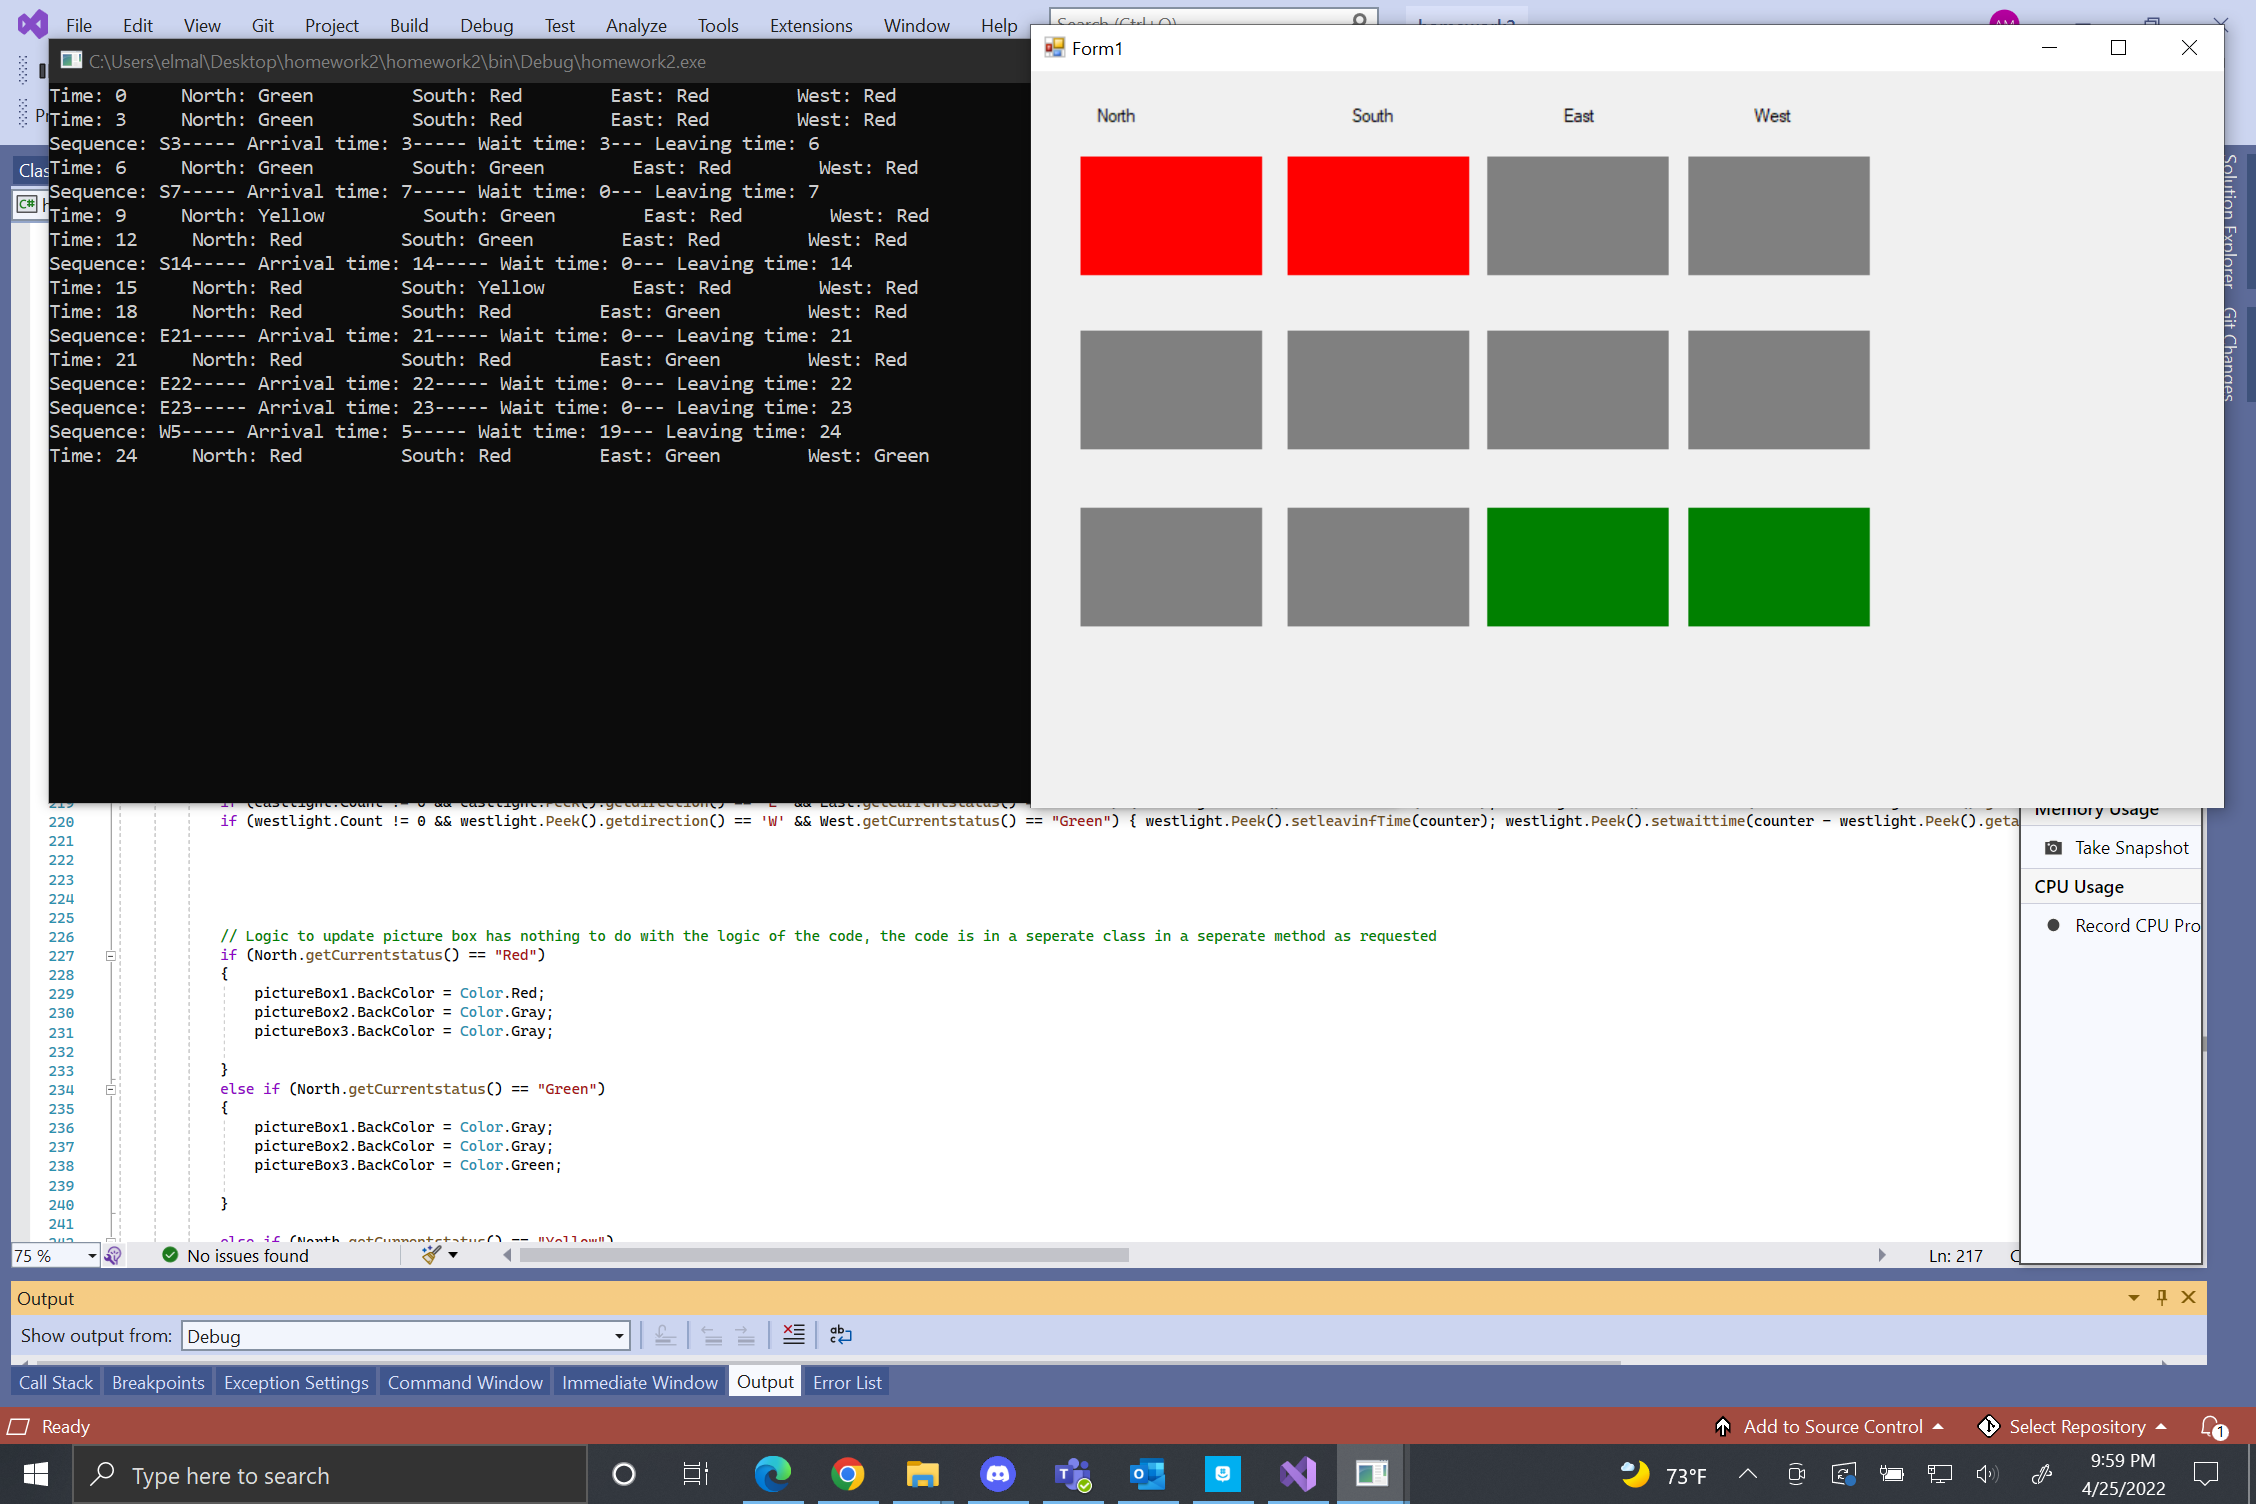 File Edit View Git Project Build Debug Test Analyze Tools Extensions Window Help
C:\Users\elmal\Desktop\homework2\homework2\bin\Debug\homework2.exe
Time: 0 North: Green South: Red East: Red West: Red
Time: 3 North: Green South: Red East: Red West: Red
Sequence: S3----- Arrival time: 3----- Wait time: 3--- Leaving time: 6
Time: 6 North: Green South: Green East: Red West: Red
Sequence: S7----- Arrival time: 7----- Wait time: 0--- Leaving time: 7
Time: 9 North: Yellow South: Green East: Red West: Red
Time: 12 North: Red South: Green East: Red West: Red
Sequence: S14----- Arrival time: 14----- Wait time: 0--- Leaving time: 14
Time: 15 North: Red South: Yellow East: Red West: Red
Time: 18 North: Red South: Red East: Green West: Red
Sequence: E21----- Arrival time: 21----- Wait time: 0--- Leaving time: 21
Time: 21 North: Red South: Red East: Green West: Red
Sequence: E22----- Arrival time: 22----- Wait time: 0--- Leaving time: 22
Sequence: E23----- Arrival time: 23----- Wait time: 0--- Leaving time: 23
Sequence: W5----- Arrival time: 5----- Wait time: 19--- Leaving time: 24
Time: 24 North: Red South: Red East: Green West: Green
Form1
North South East West
Solution Explorer
Git Changes
220 if (westlight.Count != 0 && westlight.Peek().getdirection() == 'W' && West.getCurrentstatus() == "Green") { westlight.Peek().setleavinfTime(counter); westlight.Peek().setwaittime(counter - westlight.Peek().geta
221
222
223
224
225
226 // Logic to update picture box has nothing to do with the logic of the code, the code is in a seperate class in a seperate method as requested
227 if (North.getCurrentstatus() == "Red")
228 {
229 pictureBox1.BackColor = Color.Red;
230 pictureBox2.BackColor = Color.Gray;
231 pictureBox3.BackColor = Color.Gray;
232
233 }
234 else if (North.getCurrentstatus() == "Green")
235 {
236 pictureBox1.BackColor = Color.Gray;
237 pictureBox2.BackColor = Color.Gray;
238 pictureBox3.BackColor = Color.Green;
239
240 }
241
else if (North.getCurrentstatus() == "Yellow")
Memory Usage
Take Snapshot
CPU Usage
Record CPU Pro
75 % No issues found Ln: 217
Output
Show output from: Debug
Call Stack Breakpoints Exception Settings Command Window Immediate Window Output Error List
Ready Add to Source Control Select Repository 1
Type here to search
73°F
9:59 PM
4/25/2022